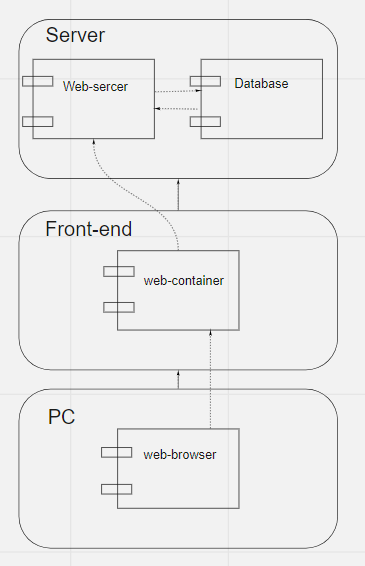 Server
Web-sercer
Database
Front-end
web-container
PC
web-browser